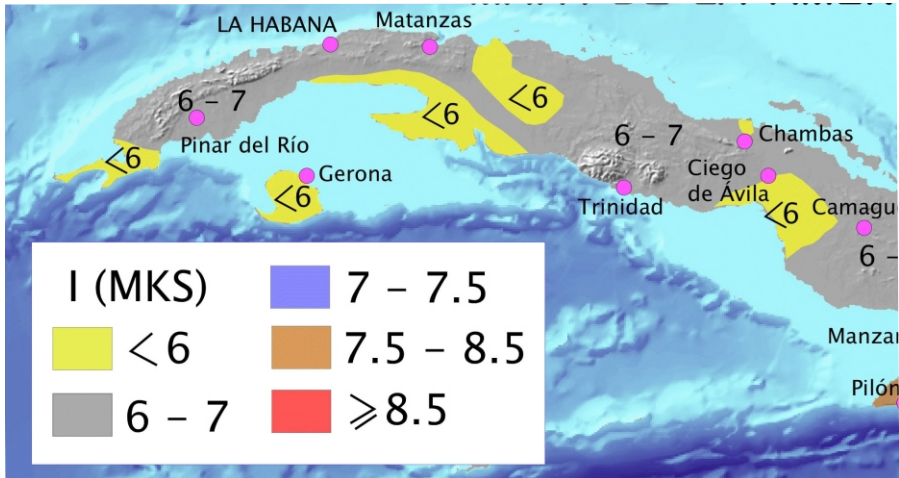 LA HABANA
Matanzas
6 – 7
<6
<6
6 – 7
Chambas
<6
Pinar del Río
Gerona
<6
Ciego
de Ávila
<6
Trinidad
Camagu
6 –
I (MKS)
<6
6 – 7
7 – 7.5
7.5 – 8.5
⩾8.5
Manzan
Pilón